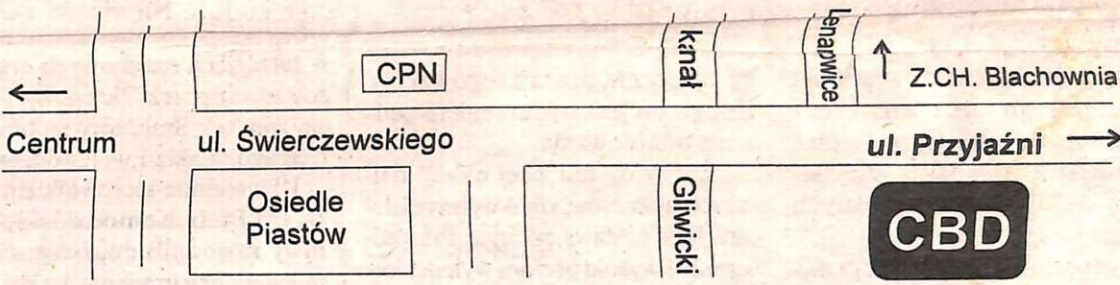 CPN
kanał
Lenapwice
Z.CH. Blachownia
Centrum
ul. Świerczewskiego
ul. Przyjaźni
Osiedle
Piastów
Gliwicki
CBD